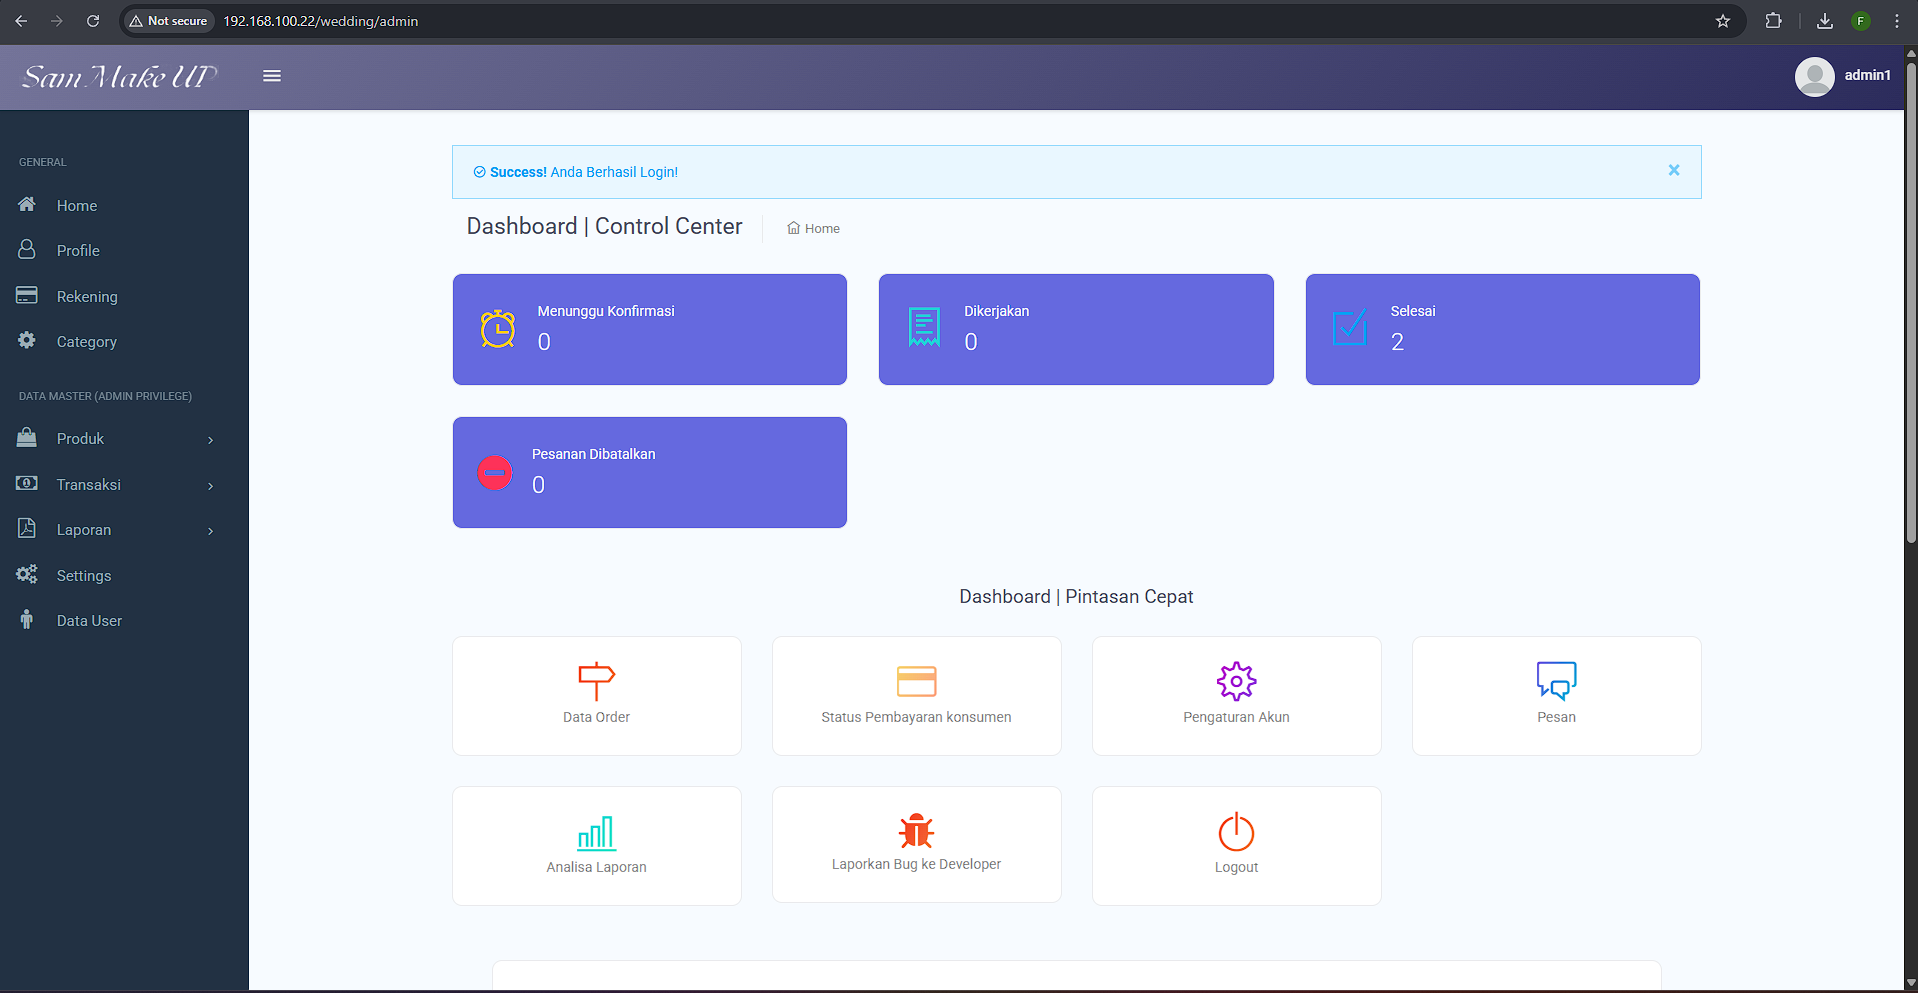 Not secure
192.168.100.22/wedding/admin
F
Sam Make UP
admin1
GENERAL
Home
Profile
Rekening
Category
DATA MASTER (ADMIN PRIVILEGE)
Produk
Transaksi
Laporan
Settings
Data User
Success! Anda Berhasil Login!
×
Dashboard | Control Center
Home
Menunggu Konfirmasi
0
Dikerjakan
0
Selesai
2
Pesanan Dibatalkan
0
Dashboard | Pintasan Cepat
Data Order
Status Pembayaran konsumen
Pengaturan Akun
Pesan
Analisa Laporan
Laporkan Bug ke Developer
Logout